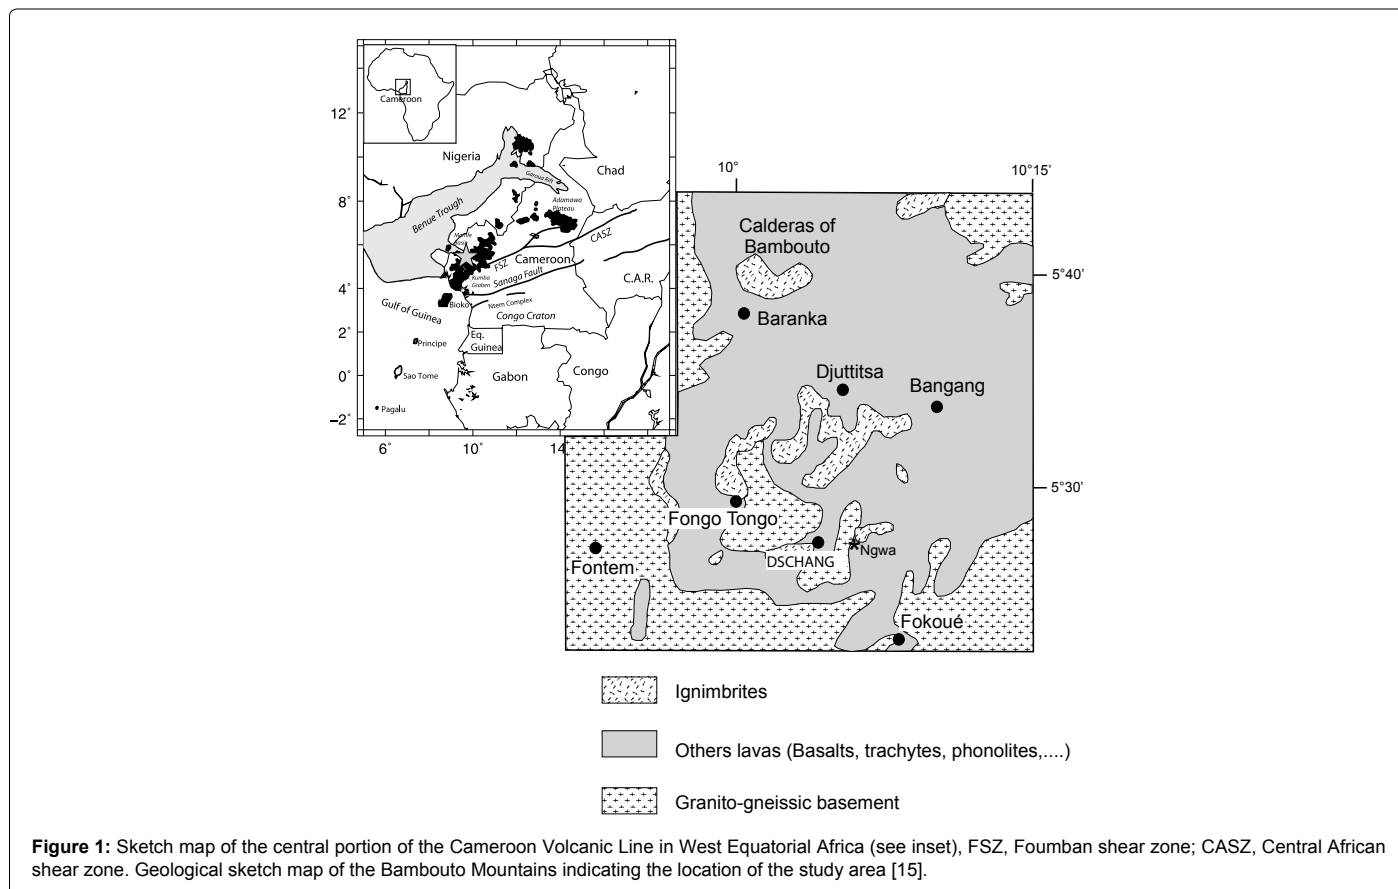 Cameroon
12˚
8˚
4˚
2˚
0˚
−2˚
6˚
10˚
14
Nigeria
Chad
Garoua Rift
Benue Trough
Adamawa
Plateau
Mamfe
CASZ
FSZ
Cameroon
Sanaga Fault
Kumba
Graben
C.A.R.
Bioko
Ntem Complex
Gulf of Guinea
Congo Craton
Eq.
Guinea
Principe
Sao Tome
Gabon
Congo
Pagalu
10°
10°15'
Calderas of
Bambouto
5°40'
Baranka
Djuttitsa
Bangang
5°30'
Fongo Tongo
Ngwa
DSCHANG
Fontem
Fokoué
Ignimbrites
Others lavas (Basalts, trachytes, phonolites,....)
Granito-gneissic basement
Figure 1: Sketch map of the central portion of the Cameroon Volcanic Line in West Equatorial Africa (see inset), FSZ, Foumban shear zone; CASZ, Central African
shear zone. Geological sketch map of the Bambouto Mountains indicating the location of the study area [15].